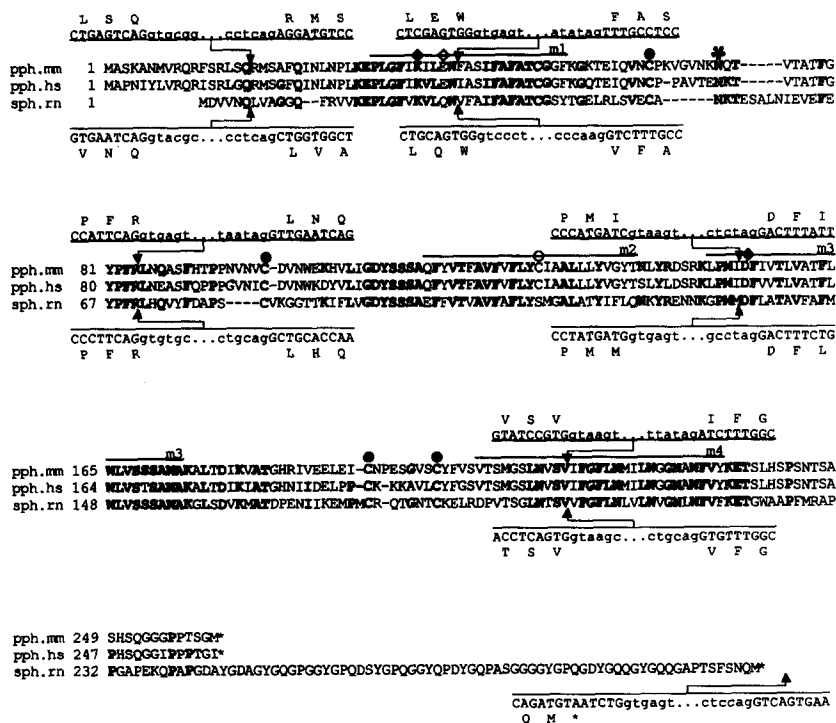 L S Q R M S L E W F A S
CTGAGTCAGgtgcgg...cctcagAGGATGTCC CTCGAGTGGgtgagt...atatagTTTGCCTCC
m1
pph.mm 1 MASKANMVRQRFSRLSQRMSAFQINLNPLKEPLGFIKILEWFASIFAFATCGGFKGKTEIQVNCPKVGVNKNQT-----VTATFG
pph.hs 1 MAPNIYLVRQRISRLGQRMSGFQINLNPLKEPLGFIKVLEWIASIFAFATCGGFKGQTEIQVNCP-PAVTENKT-----VTATFG
sph.rn 1 MDVVNQLVAGGQ--FRVVKEPLGFVKVLQWVFAIFAFATCGSYTGELRLSVECA------NKTESALNIEVEFE
GTGAATCAGgtacgc...cctcagCTGGTGGCT CTGCAGTGGgtccct...cccaagGTCTTTGCC
V N Q L V A L Q W V F A
P F R L N Q P M I D F I
CCATTCAGgtgagt...taatagGTTGAATCAG CCCATGATCgtaagt...ctctagGACTTTATT
m2 m3
pph.mm 81 YPFRLNQASFHTPPNVNVC-DVNWEKHVLIGDYSSSAQFYVTFAVFVFLYCIAALLLYVGYTNLYRDSRKLPMIDFIVTLVATFL
pph.hs 80 YPFRLNEASFQPPPGVNIC-DVNWKDYVLIGDYSSSAQFYVTFAVFVFLYCIAALLLYVGYTSLYLDSRKLPMIDFVVTLVATFL
sph.rn 67 YPFRLHQVYFDAPS----CVKGGTTKIFLVGDYSSSAEFFVTVAVFAFLYSMGALATYIFLQNKYRENNKGPMMDFLATAVFAFM
CCCTTCAGgtgtgc...ctgcagGCTGCACCAA CCTATGATGgtgagt...gcctagGACTTTCTG
P F R L H Q P M M D F L
V S V I F G
GTATCCGTGgtaagt...ttatagATCTTTGGC
m3 m4
pph.mm 165 WLVSSSAWAKALTDIKVATGHRIVEELEI-CNPESGVSCYFVSVTSMGSLNVSVIFGFLNMILWGGNAWFVYKETSLHSPSNTSA
pph.hs 164 WLVSTSAWAKALTDIKIATGHNIIDELPP-CK-KKAVLCYFGSVTSMGSLNVSVIFGFLNMILWGGNAWFVYKETSLHSPSNTSA
sph.rn 148 WLVSSSAWAKGLSDVKMATDPENIIKEMPMCR-QTGNTCKELRDPVTSGLNTSVVFGFLNLVLWVGNLWFVFKETGWAAPFMRAP
ACCTCAGTGgtaagc...ctgcagGTGTTTGGC
T S V V F G
pph.mm 249 SHSQGGGPPTSGM*
pph.hs 247 PHSQGGIPPPTGI*
sph.rn 232 PGAPEKQPAPGDAYGDAGYGQGPGGYGPQDSYGPQGGYQPDYGQPASGGGGYGPQGDYGQQGYGQQGAPTSFSNQM*
CAGATGTAATCTGgtgagt...ctccagGTCAGTGAA
Q M *